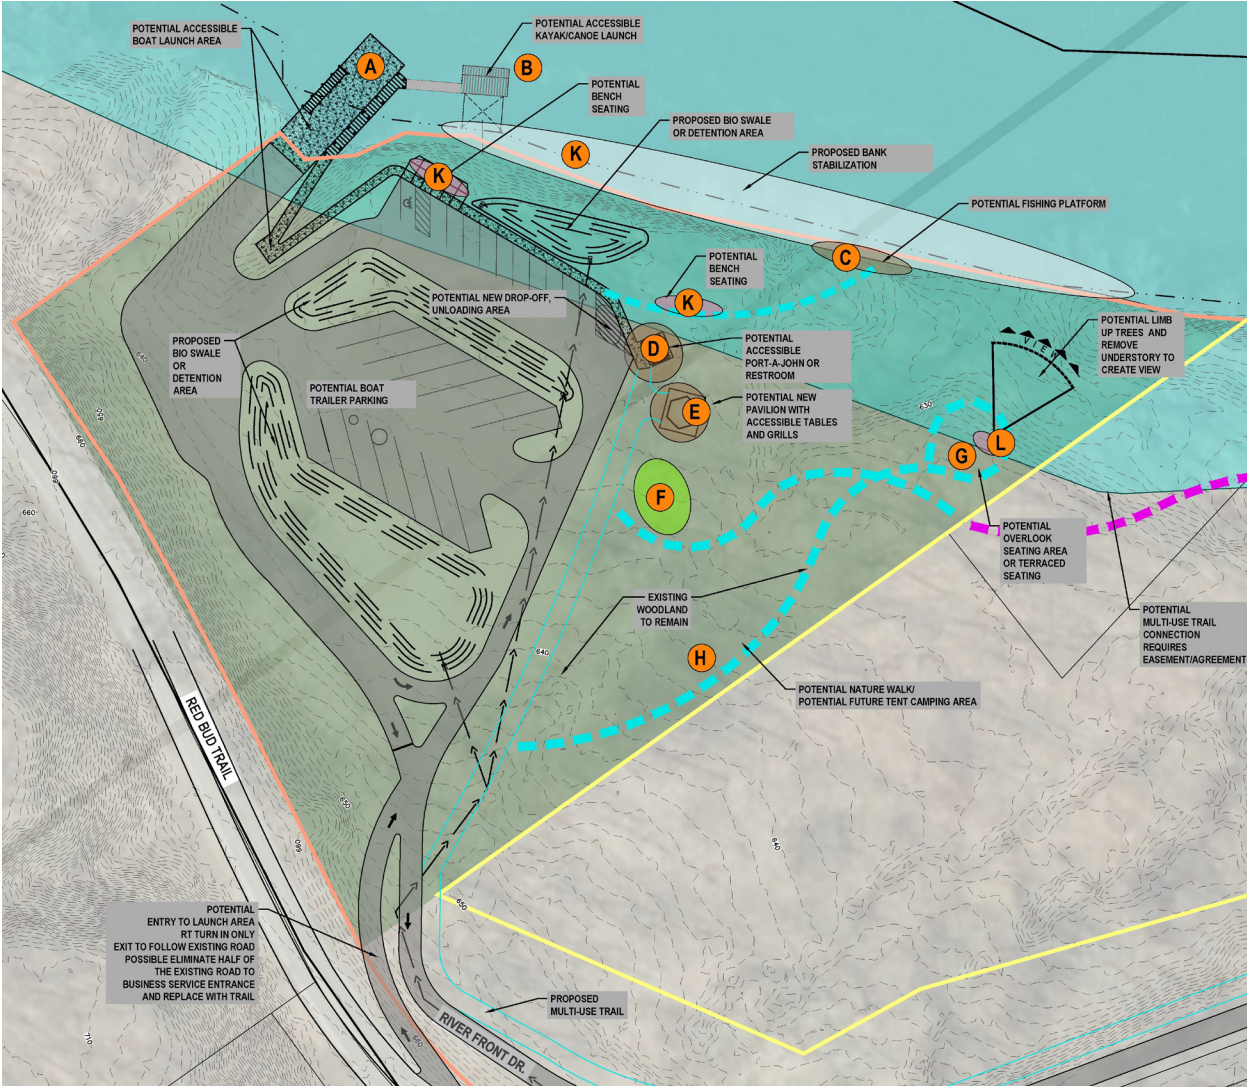 POTENTIAL ACCESSIBLE
BOAT LAUNCH AREA
POTENTIAL ACCESSIBLE
KAYAK/CANOE LAUNCH
A
B
POTENTIAL
BENCH
SEATING
PROPOSED BIO SWALE
OR DETENTION AREA
K
PROPOSED BANK
STABILIZATION
K
POTENTIAL FISHING PLATFORM
C
POTENTIAL
BENCH
SEATING
K
POTENTIAL NEW DROP-OFF,
UNLOADING AREA
POTENTIAL LIMB
UP TREES AND
REMOVE
UNDERSTORY TO
CREATE VIEW
VIEW
PROPOSED
BIO SWALE
OR
DETENTION
AREA
640
D
POTENTIAL
ACCESSIBLE
PORT-A-JOHN OR
RESTROOM
POTENTIAL BOAT
TRAILER PARKING
E
POTENTIAL NEW
PAVILION WITH
ACCESSIBLE TABLES
AND GRILLS
630
650
660
660
660
L
G
F
POTENTIAL
OVERLOOK
SEATING AREA
OR TERRACED
SEATING
EXISTING
WOODLAND
TO REMAIN
POTENTIAL
MULTI-USE TRAIL
CONNECTION
REQUIRES
EASEMENT/AGREEMENT
640
H
POTENTIAL NATURE WALK/
POTENTIAL FUTURE TENT CAMPING AREA
RED BUD TRAIL
650
660
640
650
POTENTIAL
ENTRY TO LAUNCH AREA
RT TURN IN ONLY
EXIT TO FOLLOW EXISTING ROAD
POSSIBLE ELIMINATE HALF OF
THE EXISTING ROAD TO
BUSINESS SERVICE ENTRANCE
AND REPLACE WITH TRAIL
PROPOSED
MULTI-USE TRAIL
RIVER FRONT DR.
660
710